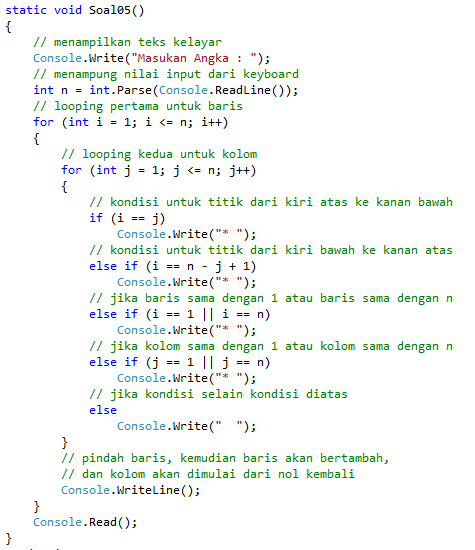 static void Soal05()
{
// menampilkan teks kelayar
Console.Write("Masukan Angka : ");
// menampung nilai input dari keyboard
int n = int.Parse(Console.ReadLine());
// looping pertama untuk baris
for (int i = 1; i <= n; i++)
{
// looping kedua untuk kolom
for (int j = 1; j <= n; j++)
{
// kondisi untuk titik dari kiri atas ke kanan bawah
if (i == j)
Console.Write("* ");
// kondisi untuk titik dari kiri bawah ke kanan atas
else if (i == n - j + 1)
Console.Write("* ");
// jika baris sama dengan 1 atau baris sama dengan n
else if (i == 1 || i == n)
Console.Write("* ");
// jika kolom sama dengan 1 atau kolom sama dengan n
else if (j == 1 || j == n)
Console.Write("* ");
// jika kondisi selain kondisi diatas
else
Console.Write("  ");
}
// pindah baris, kemudian baris akan bertambah,
// dan kolom akan dimulai dari nol kembali
Console.WriteLine();
}
Console.Read();
}